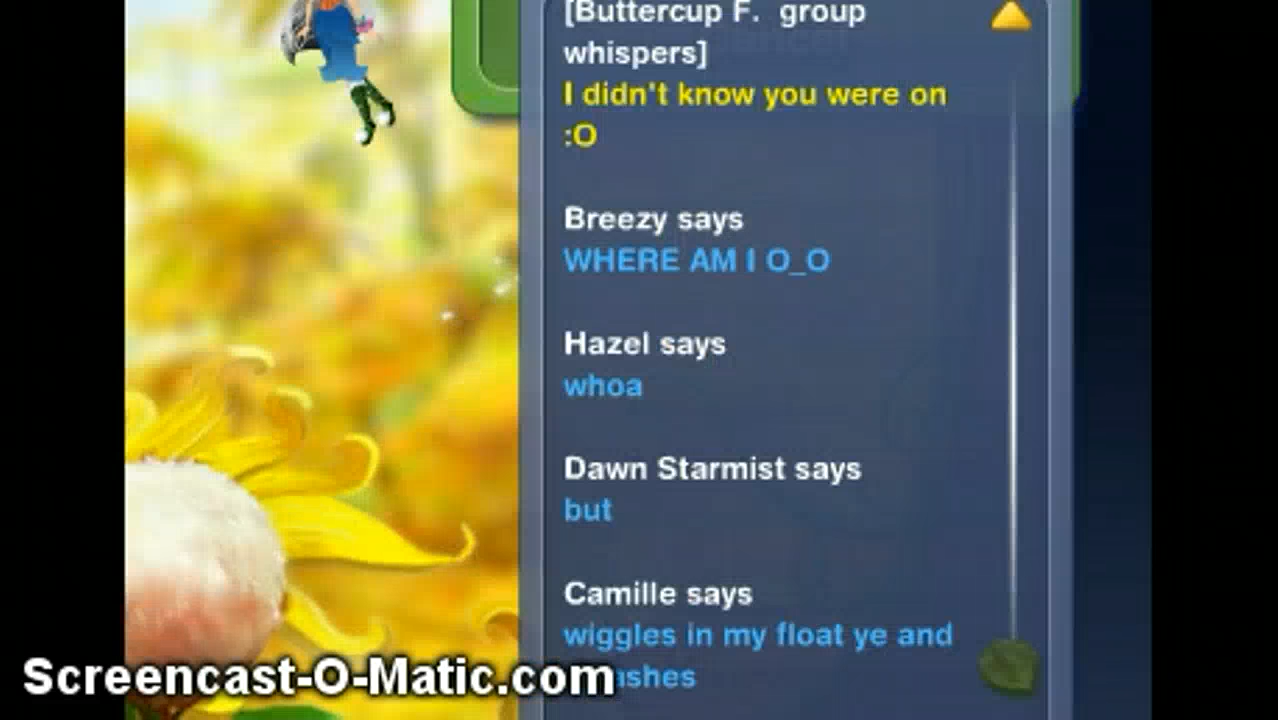 [Buttercup F. group
whispers]
I didn't know you were on
:O
Breezy says
WHERE AM I O_O
Hazel says
whoa
Dawn Starmist says
but
Camille says
wiggles in my float ye and
Screencast-O-Matic.com